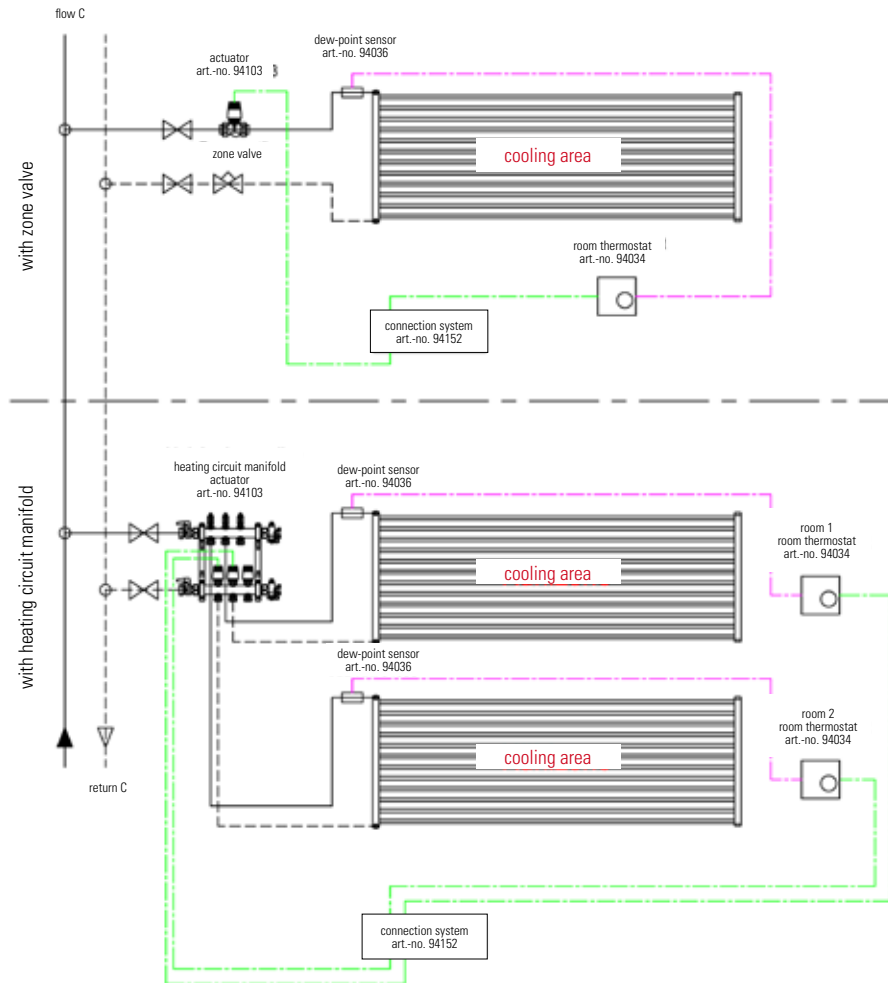 flow C
dew-point sensor
art.-no. 94036
actuator
art.-no. 94103
zone valve
cooling area
with zone valve
room thermostat
art.-no. 94034
connection system
art.-no. 94152
heating circuit manifold
actuator
art.-no. 94103
dew-point sensor
art.-no. 94036
room 1
room thermostat
art.-no. 94034
cooling area
with heating circuit manifold
dew-point sensor
art.-no. 94036
room 2
room thermostat
art.-no. 94034
cooling area
return C
connection system
art.-no. 94152